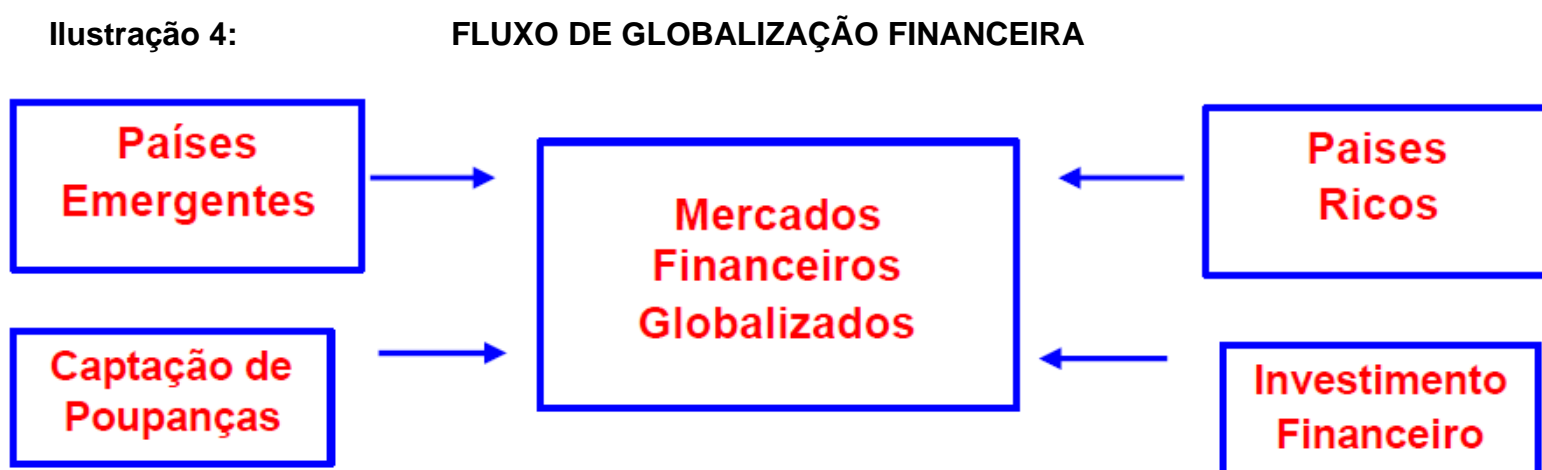 Ilustração 4: FLUXO DE GLOBALIZAÇÃO FINANCEIRA
Países
Emergentes
Mercados
Financeiros
Globalizados
Paises
Ricos
Captação de
Poupanças
Investimento
Financeiro